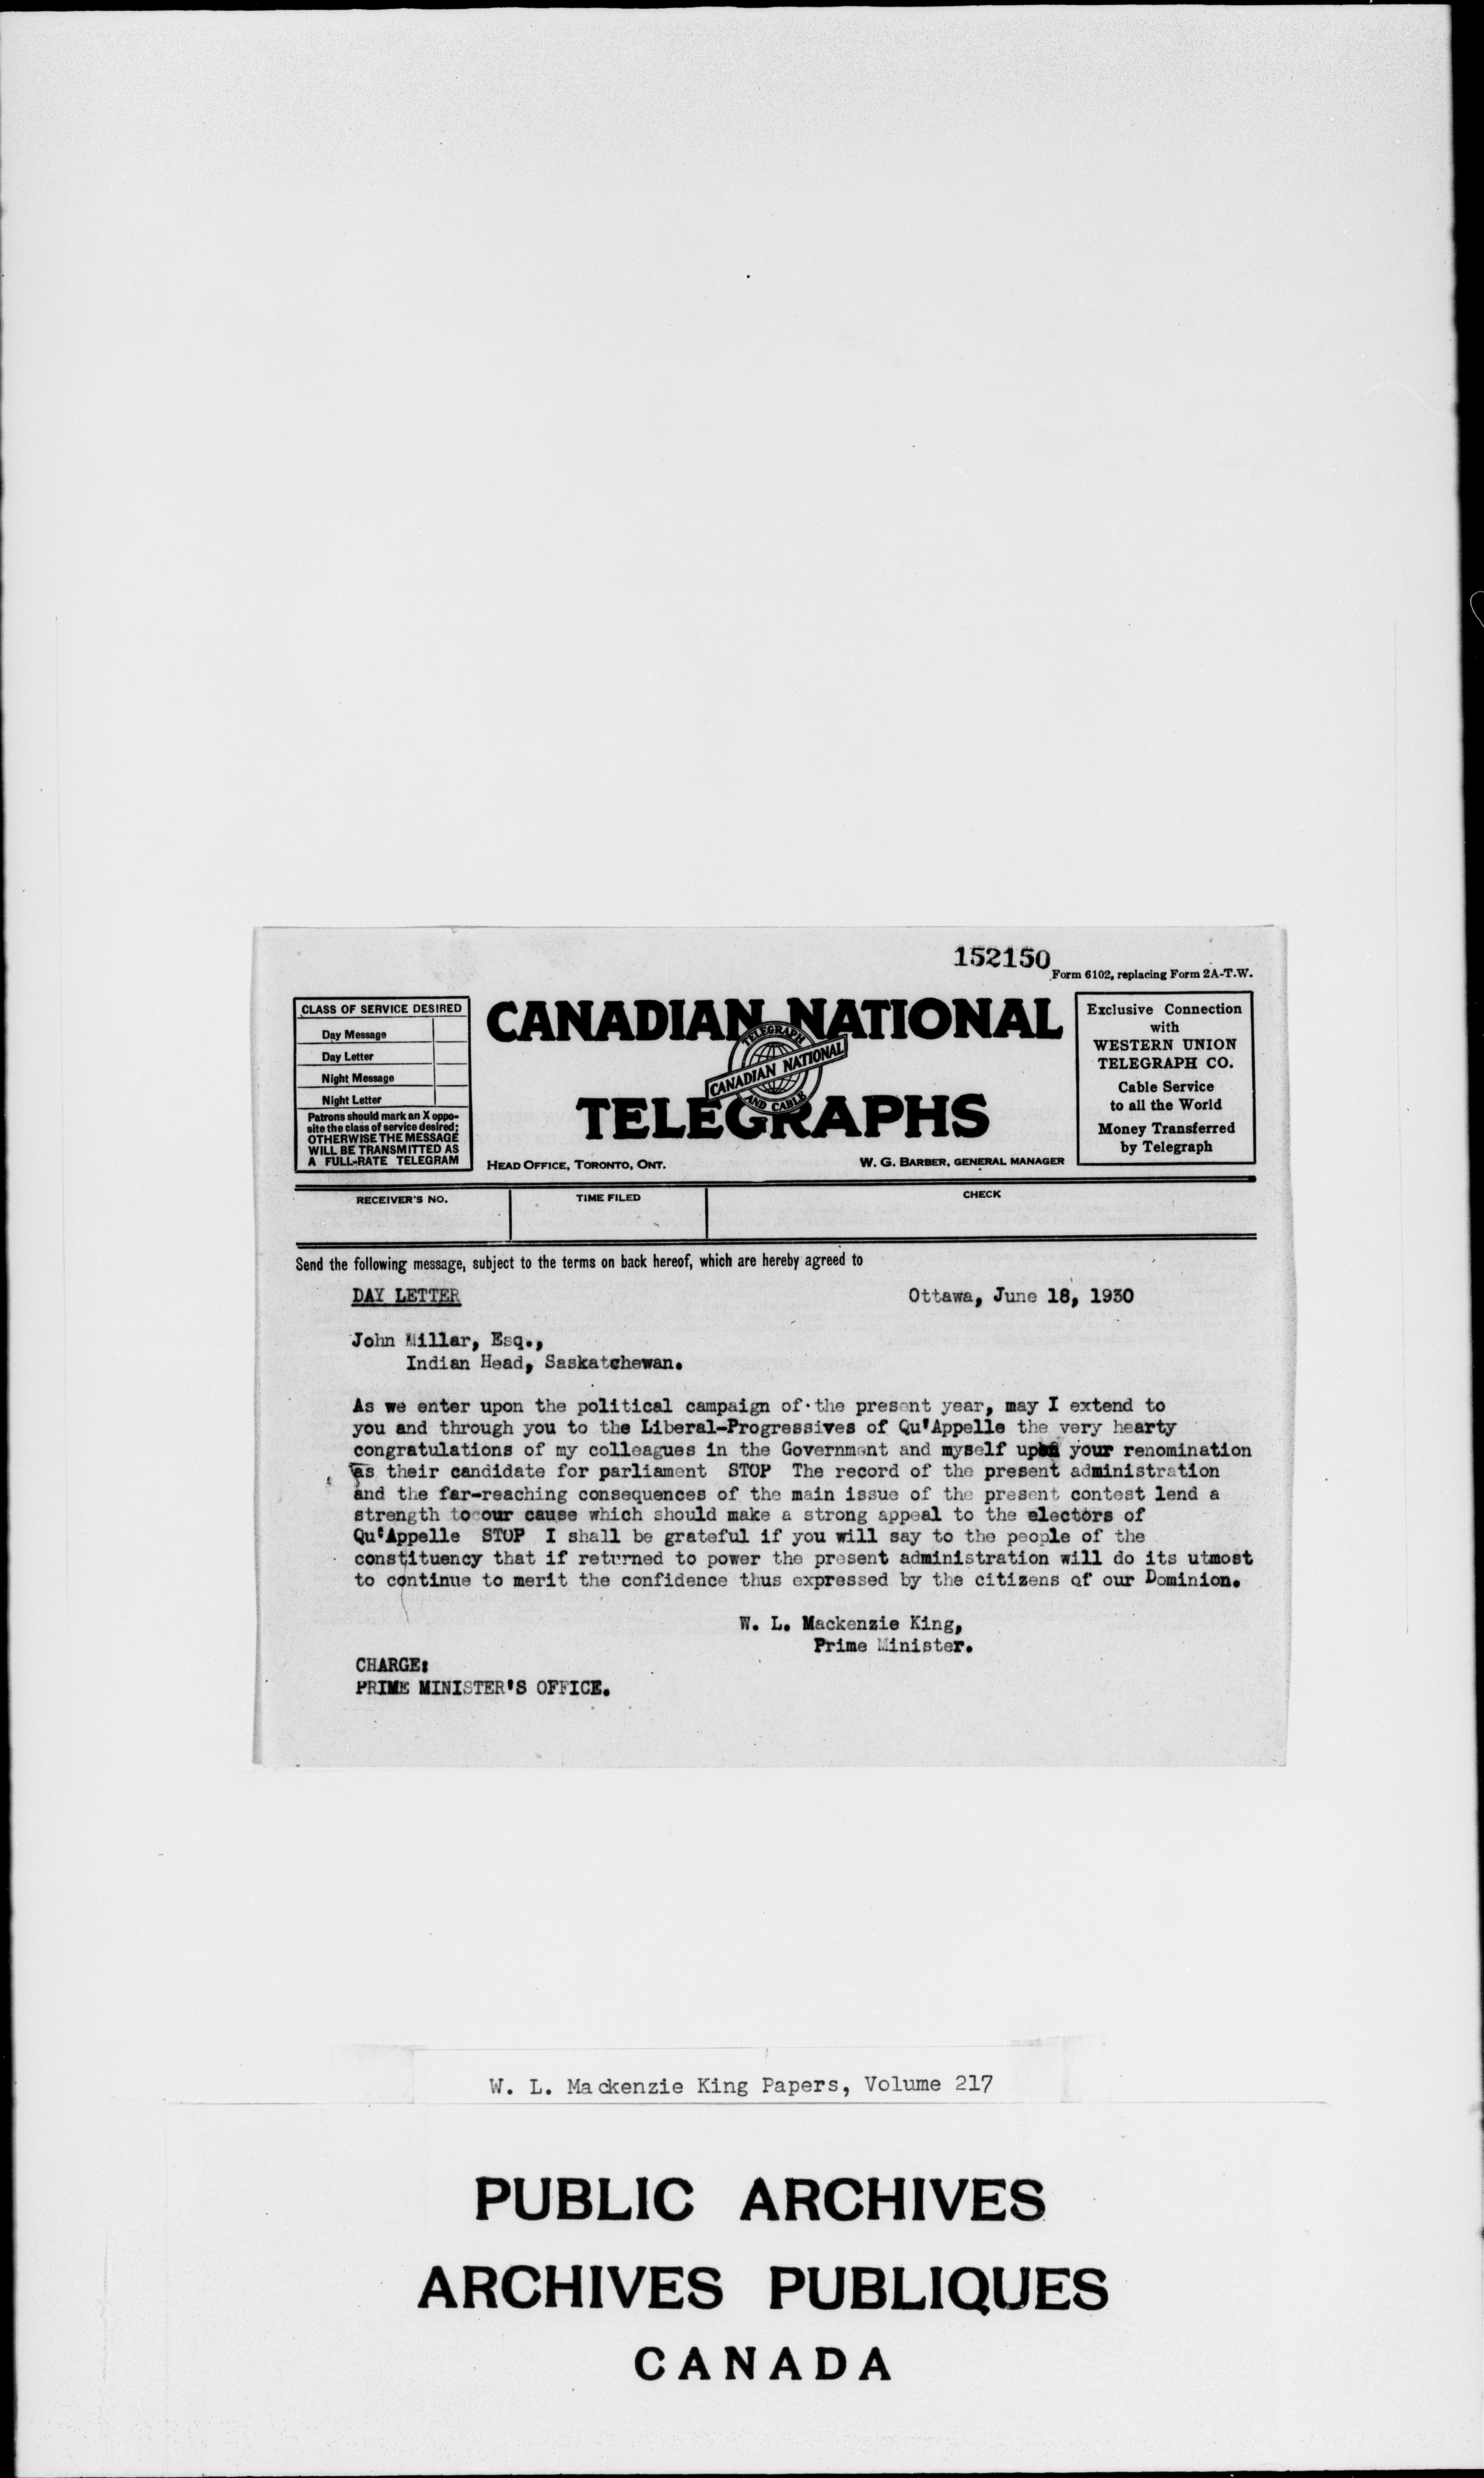 152150
Form 6102, replacing Form 2A-T.W.
CLASS OF SERVICE DESIRED
Day Message
Day Letter
Night Message
Night Letter
Patrons should mark an X oppo-
site the class of service desired;
OTHERWISE THE MESSAGE
WILL BE TRANSMITTED AS
A FULL-RATE TELEGRAM
CANADIAN NATIONAL
TELEGRAPH
CANADIAN NATIONAL
AND CABLE
TELEGRAPHS
HEAD OFFICE, TORONTO, ONT.
W. G. BARBER, GENERAL MANAGER
Exclusive Connection
with
WESTERN UNION
TELEGRAPH CO.
Cable Service
to all the World
Money Transferred
by Telegraph
RECEIVER'S NO.
TIME FILED
CHECK
Send the following message, subject to the terms on back hereof, which are hereby agreed to
DAY LETTER
Ottawa, June 18, 1930
John Millar, Esq.,
Indian Head, Saskatchewan.
As we enter upon the political campaign of the present year, may I extend to
you and through you to the Liberal-Progressives of Qu'Appelle the very hearty
congratulations of my colleagues in the Government and myself upon your renomination
as their candidate for parliament STOP The record of the present administration
and the far-reaching consequences of the main issue of the present contest lend a
strength to our cause which should make a strong appeal to the electors of
Qu'Appelle STOP I shall be grateful if you will say to the people of the
constituency that if returned to power the present administration will do its utmost
to continue to merit the confidence thus expressed by the citizens of our Dominion.
W. L. Mackenzie King,
Prime Minister.
CHARGE:
PRIME MINISTER'S OFFICE.
W. L. Mackenzie King Papers, Volume 217
PUBLIC ARCHIVES
ARCHIVES PUBLIQUES
CANADA